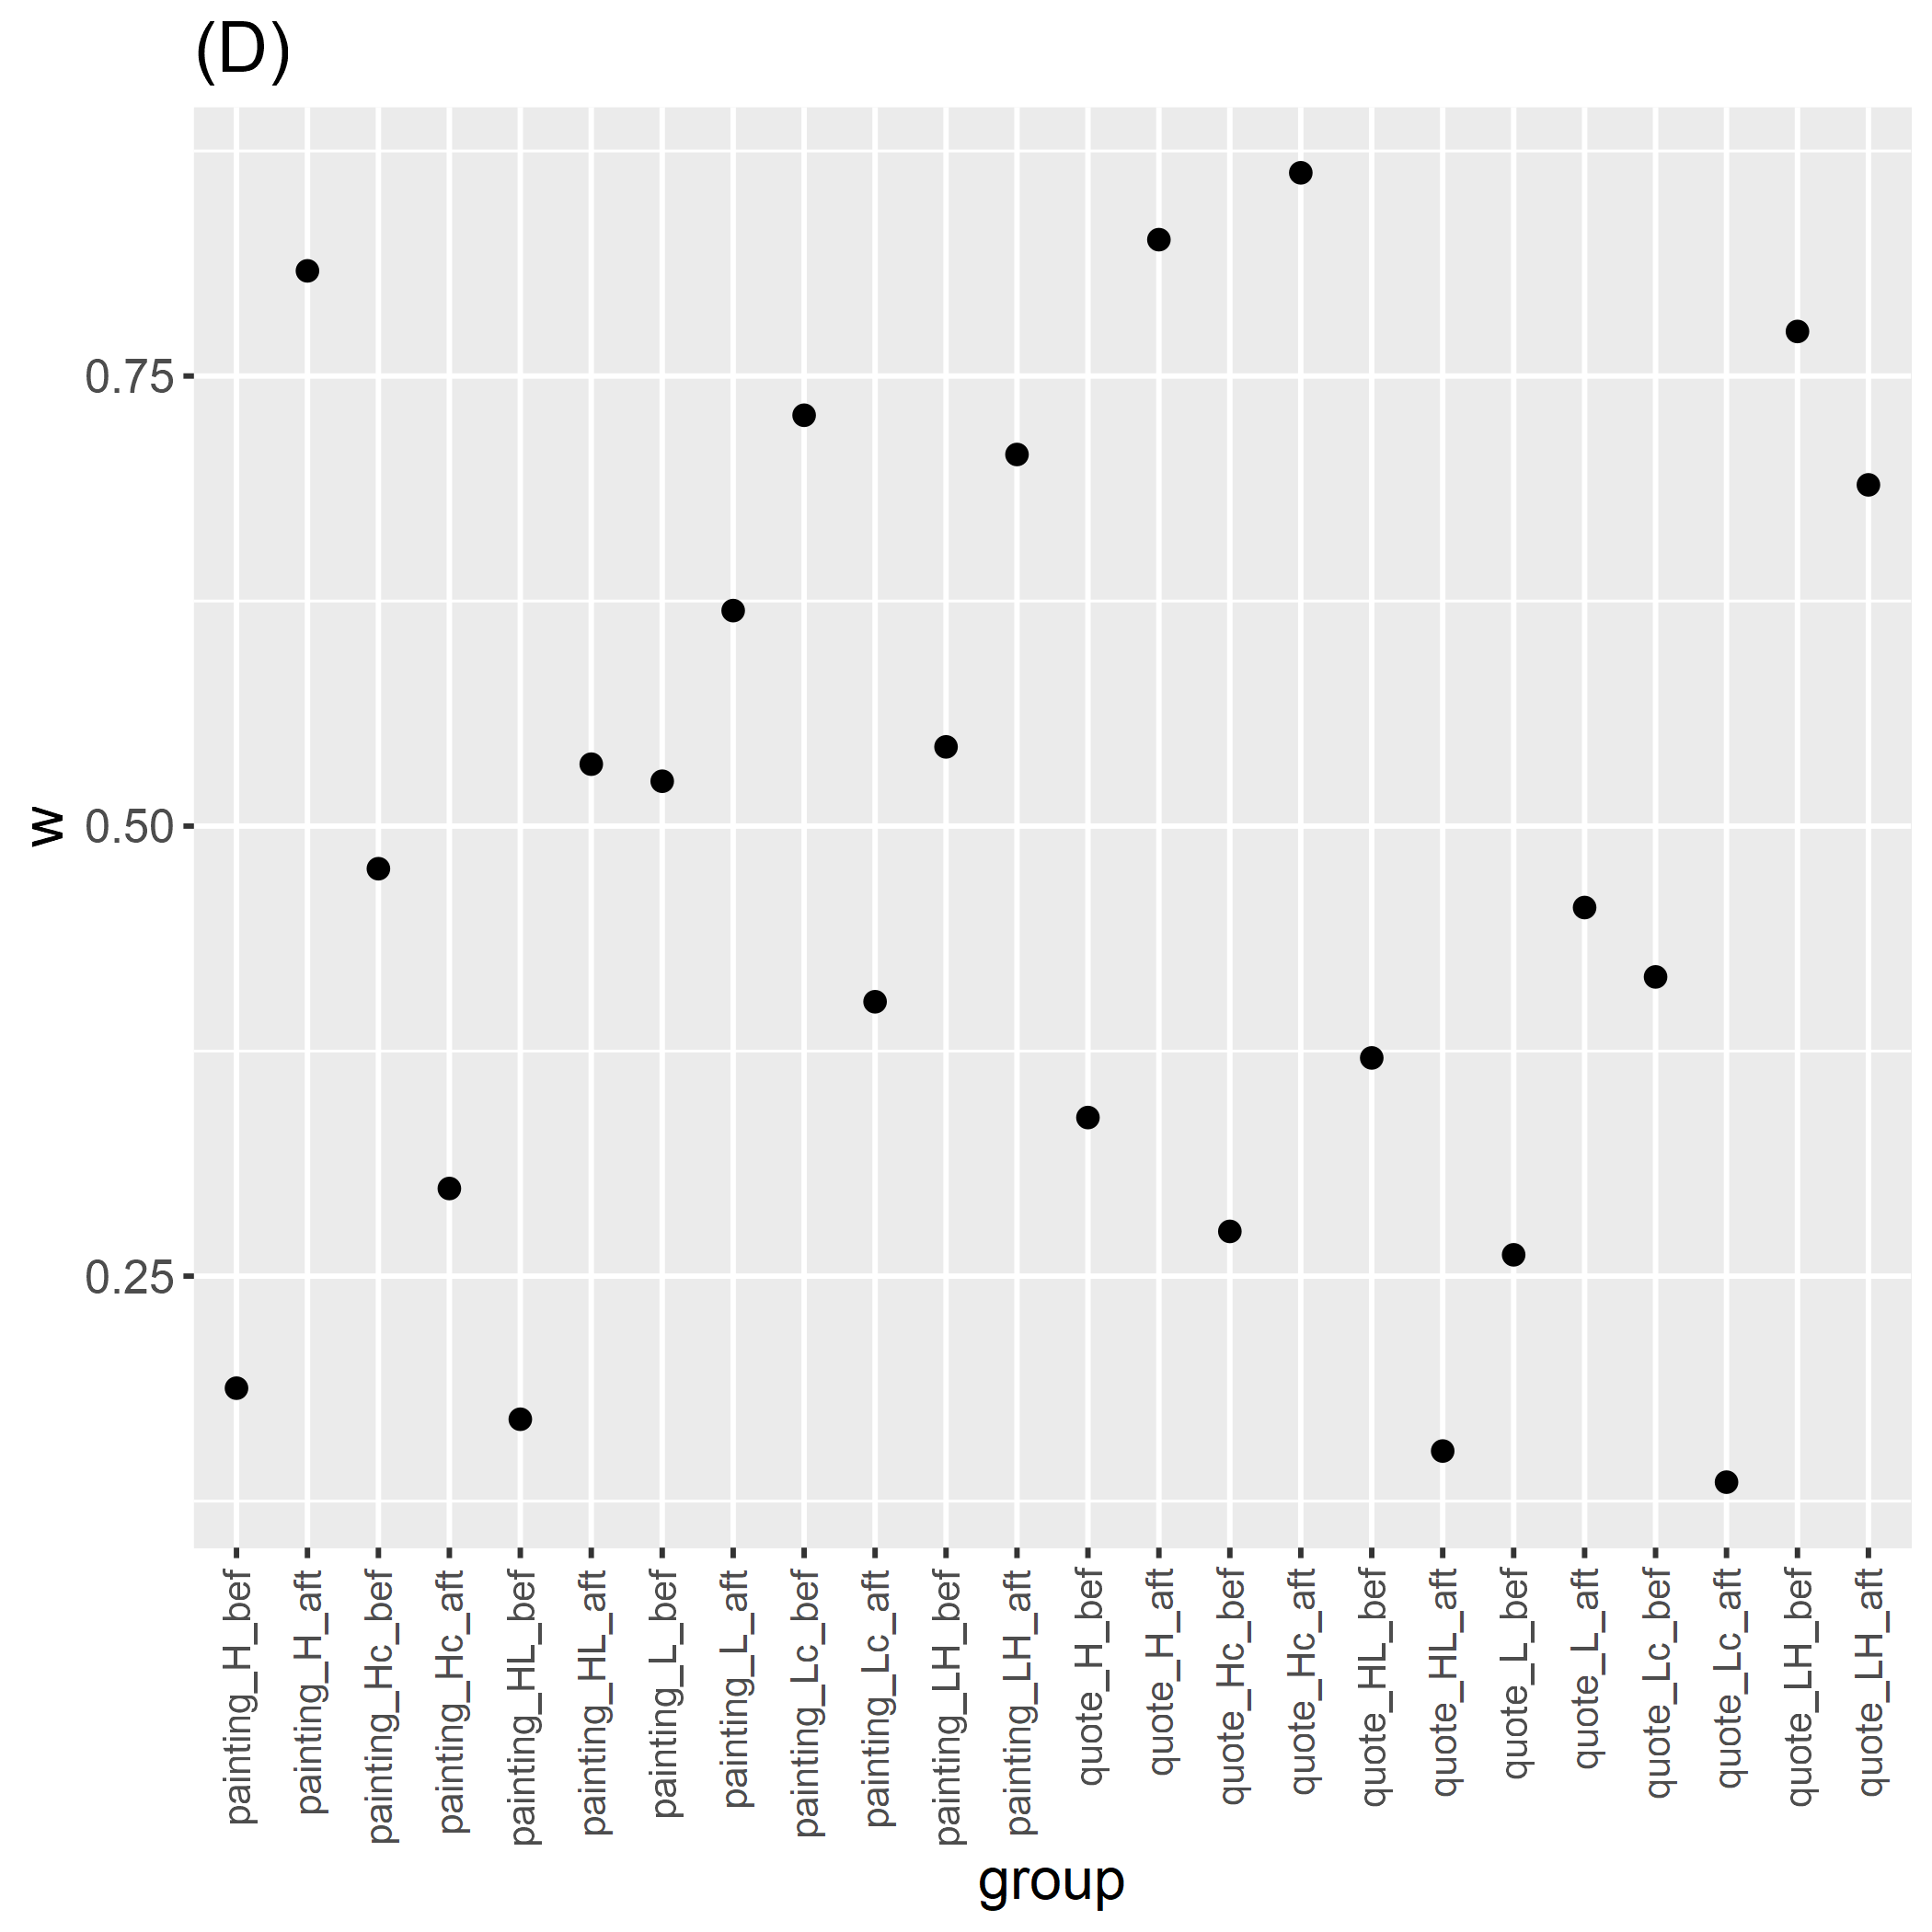 (D)
w
0.75
0.50
0.25
painting_H_bef
painting_H_aft
painting_Hc_bef
painting_Hc_aft
painting_HL_bef
painting_HL_aft
painting_L_bef
painting_L_aft
painting_Lc_bef
painting_Lc_aft
painting_LH_bef
painting_LH_aft
quote_H_bef
quote_H_aft
quote_Hc_bef
quote_Hc_aft
quote_HL_bef
quote_HL_aft
quote_L_bef
quote_L_aft
quote_Lc_bef
quote_Lc_aft
quote_LH_bef
quote_LH_aft
group